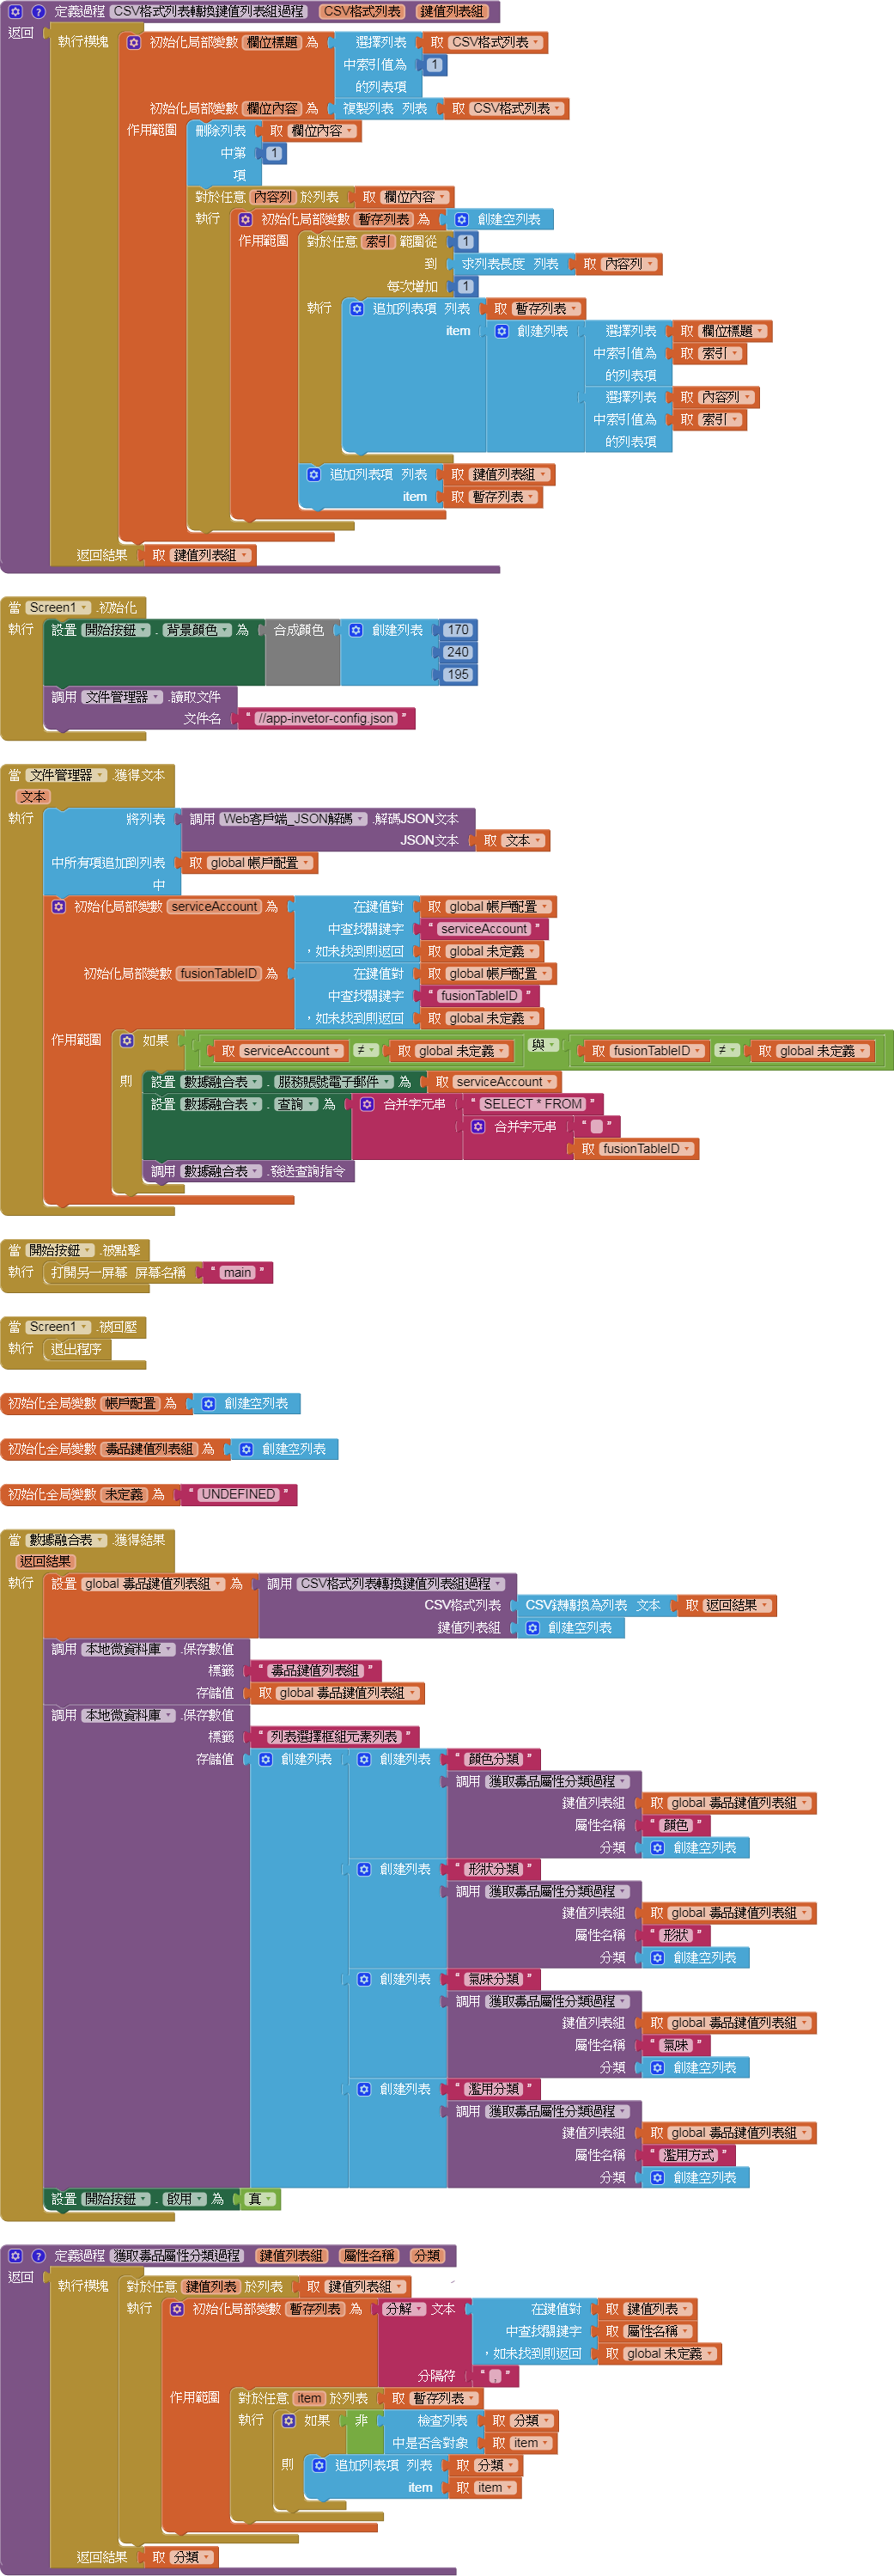 定義過程 CSV格式列表轉換鍵值列表組過程 CSV格式列表 鍵值列表組
返回 執行模塊 初始化局部變數 欄位標題 為 選擇列表 取 CSV格式列表
中索引值為 1
的列表項
初始化局部變數 欄位內容 為 複製列表 列表 取 CSV格式列表
作用範圍 刪除列表 取 欄位內容
中第 1
項
對於任意 內容列 於列表 取 欄位內容
執行 初始化局部變數 暫存列表 為 創建空列表
作用範圍 對於任意 索引 範圍從 1
到 求列表長度 列表 取 內容列
每次增加 1
執行 追加列表項 列表 取 暫存列表
item 創建列表 選擇列表 取 欄位標題
中索引值為 取 索引
的列表項
選擇列表 取 內容列
中索引值為 取 索引
的列表項
追加列表項 列表 取 鍵值列表組
item 取 暫存列表
返回結果 取 鍵值列表組
當 Screen1 .初始化
執行 設置 開始按鈕 . 背景顏色 為 合成顏色 創建列表 170
240
195
調用 文件管理器 .讀取文件
文件名 " //app-invetor-config.json "
當 文件管理器 .獲得文本
文本
執行 將列表 調用 Web客戶端_JSON解碼 .解碼JSON文本
JSON文本 取 文本
中所有項追加到列表 取 global 帳戶配置
中
初始化局部變數 serviceAccount 為 在鍵值對 取 global 帳戶配置
中查找關鍵字 " serviceAccount "
，如未找到則返回 取 global 未定義
初始化局部變數 fusionTableID 為 在鍵值對 取 global 帳戶配置
中查找關鍵字 " fusionTableID "
，如未找到則返回 取 global 未定義
作用範圍 如果 取 serviceAccount ≠ 取 global 未定義 與 取 fusionTableID ≠ 取 global 未定義
則 設置 數據融合表 . 服務賬號電子郵件 為 取 serviceAccount
設置 數據融合表 . 查詢 為 合并字元串 " SELECT * FROM "
合并字元串 " "
取 fusionTableID
調用 數據融合表 .發送查詢指令
當 開始按鈕 .被點擊
執行 打開另一屏幕 屏幕名稱 " main "
當 Screen1 .被回壓
執行 退出程序
初始化全局變數 帳戶配置 為 創建空列表
初始化全局變數 毒品鍵值列表組 為 創建空列表
初始化全局變數 未定義 為 " UNDEFINED "
當 數據融合表 .獲得結果
返回結果
執行 設置 global 毒品鍵值列表組 為 調用 CSV格式列表轉換鍵值列表組過程
CSV格式列表 CSV錶轉換為列表 文本 取 返回結果
鍵值列表組 創建空列表
調用 本地微資料庫 .保存數值
標籤 " 毒品鍵值列表組 "
存儲值 取 global 毒品鍵值列表組
調用 本地微資料庫 .保存數值
標籤 " 列表選擇框組元素列表 "
存儲值 創建列表 創建列表 " 顏色分類 "
調用 獲取毒品屬性分類過程
鍵值列表組 取 global 毒品鍵值列表組
屬性名稱 " 顏色 "
分類 創建空列表
創建列表 " 形狀分類 "
調用 獲取毒品屬性分類過程
鍵值列表組 取 global 毒品鍵值列表組
屬性名稱 " 形狀 "
分類 創建空列表
創建列表 " 氣味分類 "
調用 獲取毒品屬性分類過程
鍵值列表組 取 global 毒品鍵值列表組
屬性名稱 " 氣味 "
分類 創建空列表
創建列表 " 濫用分類 "
調用 獲取毒品屬性分類過程
鍵值列表組 取 global 毒品鍵值列表組
屬性名稱 " 濫用方式 "
分類 創建空列表
設置 開始按鈕 . 啟用 為 真
定義過程 獲取毒品屬性分類過程 鍵值列表組 屬性名稱 分類
返回 執行模塊 對於任意 鍵值列表 於列表 取 鍵值列表組
執行 初始化局部變數 暫存列表 為 分解 文本 在鍵值對 取 鍵值列表
中查找關鍵字 取 屬性名稱
，如未找到則返回 取 global 未定義
分隔符 " , "
作用範圍 對於任意 item 於列表 取 暫存列表
執行 如果 非 檢查列表 取 分類
中是否含對象 取 item
則 追加列表項 列表 取 分類
item 取 item
返回結果 取 分類